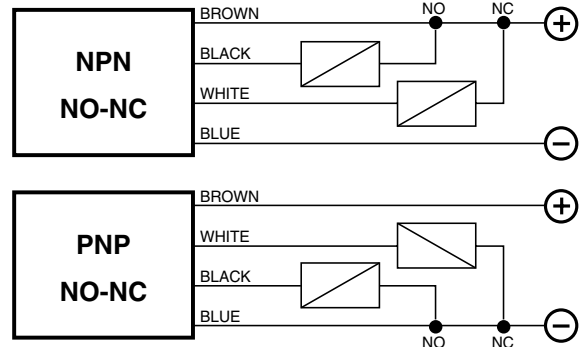 BROWN NO NC +
BLACK
NPN
WHITE
NO-NC
BLUE −
BROWN +
WHITE
PNP
BLACK
NO-NC
BLUE −
NO NC